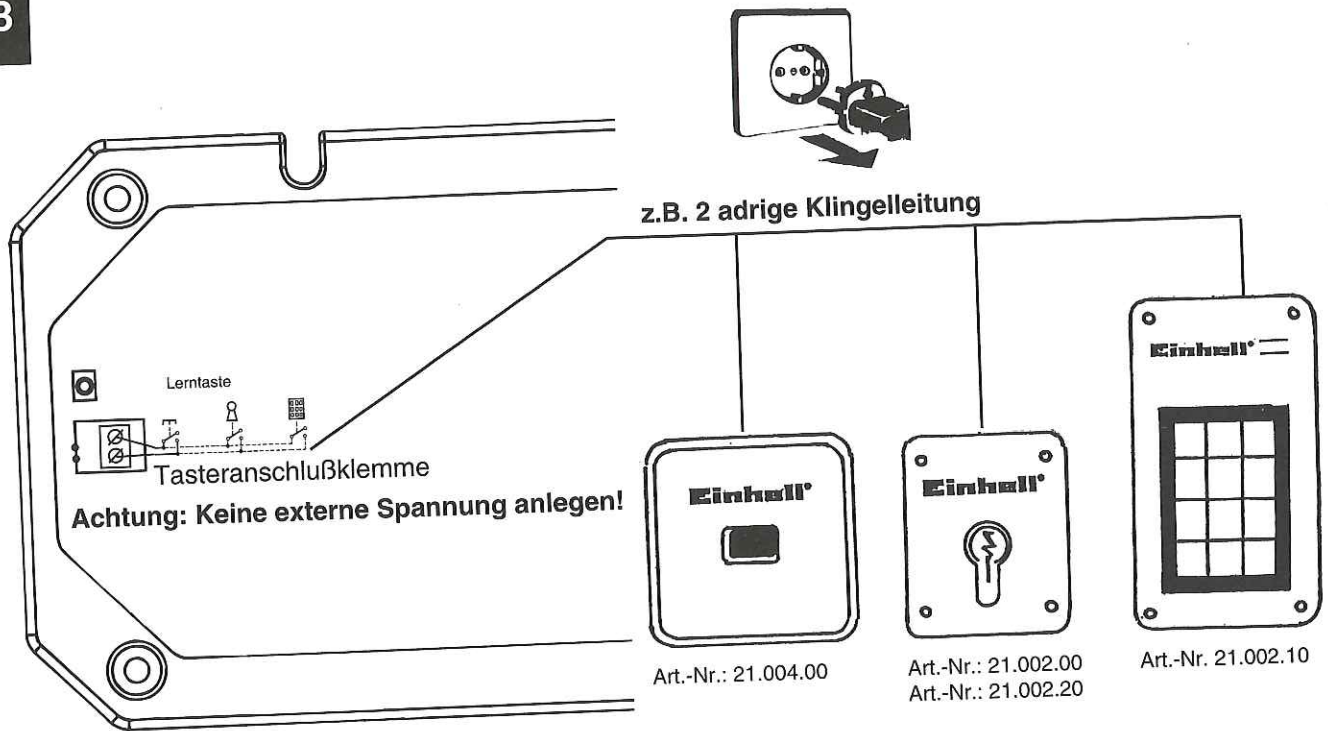 3
z.B. 2 adrige Klingelleitung
Einhell
Lerntaste
Tasteranschlußklemme
Achtung: Keine externe Spannung anlegen!
Einhell
Einhell
Art.-Nr.: 21.004.00
Art.-Nr.: 21.002.00
Art.-Nr.: 21.002.20
Art.-Nr. 21.002.10